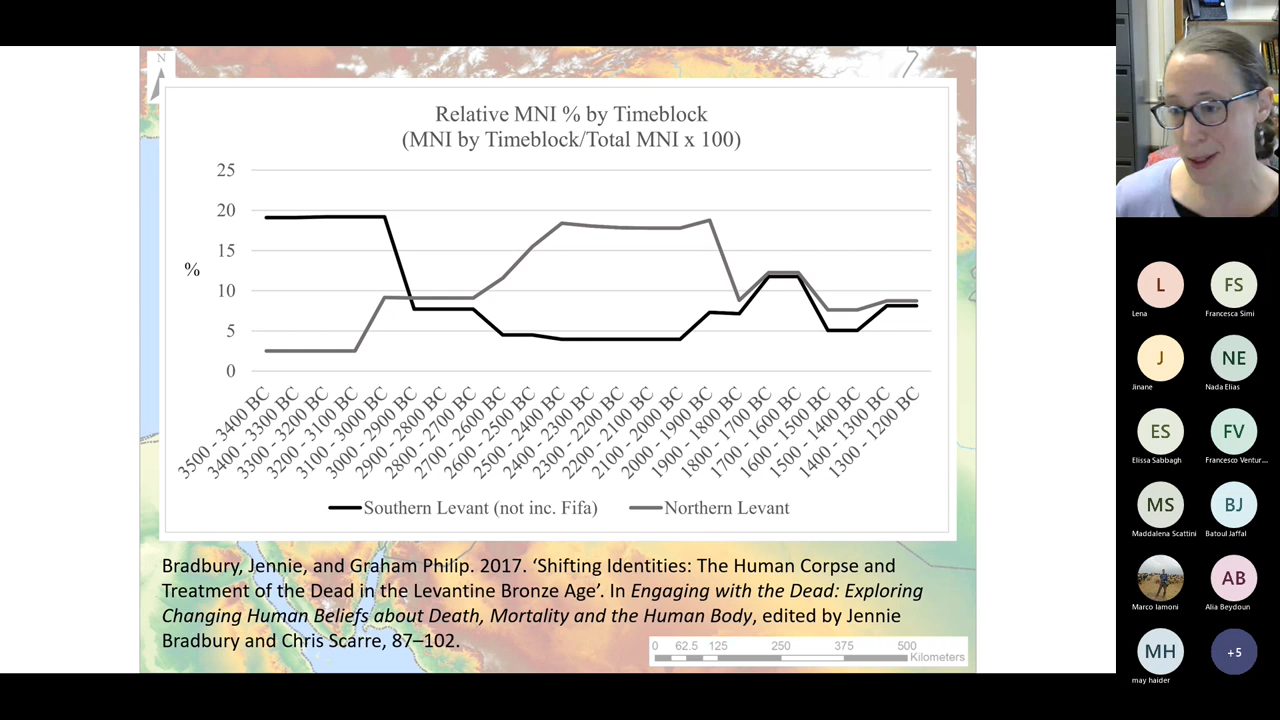 N
Relative MNI % by Timeblock
(MNI by Timeblock/Total MNI x 100)
25
20
15
10
5
0
%
3500 - 3400 BC
3400 - 3300 BC
3300 - 3200 BC
3200 - 3100 BC
3100 - 3000 BC
3000 - 2900 BC
2900 - 2800 BC
2800 - 2700 BC
2700 - 2600 BC
2600 - 2500 BC
2500 - 2400 BC
2400 - 2300 BC
2300 - 2200 BC
2200 - 2100 BC
2100 - 2000 BC
2000 - 1900 BC
1900 - 1800 BC
1800 - 1700 BC
1700 - 1600 BC
1600 - 1500 BC
1500 - 1400 BC
1400 - 1300 BC
1300 - 1200 BC
Southern Levant (not inc. Fifa) Northern Levant
Bradbury, Jennie, and Graham Philip. 2017. ‘Shifting Identities: The Human Corpse and
Treatment of the Dead in the Levantine Bronze Age’. In Engaging with the Dead: Exploring
Changing Human Beliefs about Death, Mortality and the Human Body, edited by Jennie
Bradbury and Chris Scarre, 87–102.
0 62.5 125 250 375 500
Kilometers
L FS
Lena Francesca Simi
J NE
Jinane Nada Elias
ES FV
Elissa Sabbagh Francesco Ventur...
MS BJ
Maddalena Scattini Batoul Jaffal
AB
Marco Iamoni Alia Beydoun
MH +5
may haider